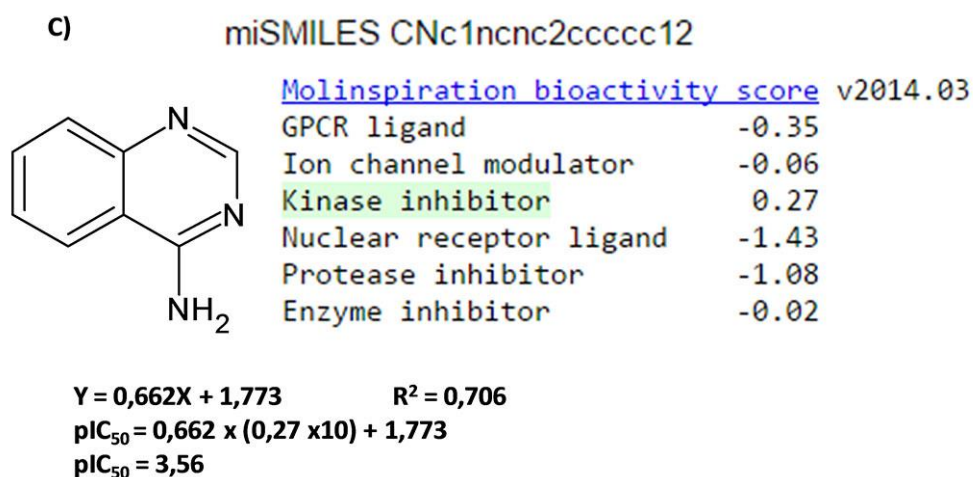 C)
miSMILES CNc1ncnc2ccccc12
Molinspiration bioactivity score v2014.03
GPCR ligand -0.35
Ion channel modulator -0.06
Kinase inhibitor 0.27
Nuclear receptor ligand -1.43
Protease inhibitor -1.08
Enzyme inhibitor -0.02
N
N
NH₂
Y = 0,662X + 1,773 R² = 0,706
pIC₅₀ = 0,662 x (0,27 x10) + 1,773
pIC₅₀ = 3,56